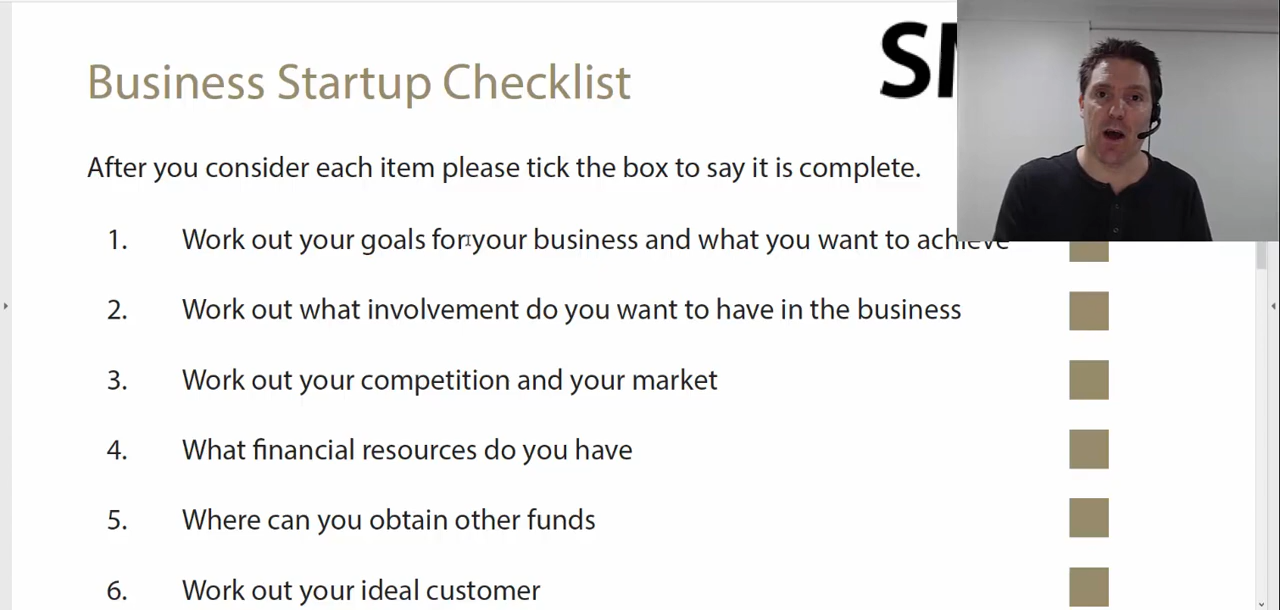 Business Startup Checklist
After you consider each item please tick the box to say it is complete.
1. Work out your goals for your business and what you want to achieve
2. Work out what involvement do you want to have in the business
3. Work out your competition and your market
4. What financial resources do you have
5. Where can you obtain other funds
6. Work out your ideal customer